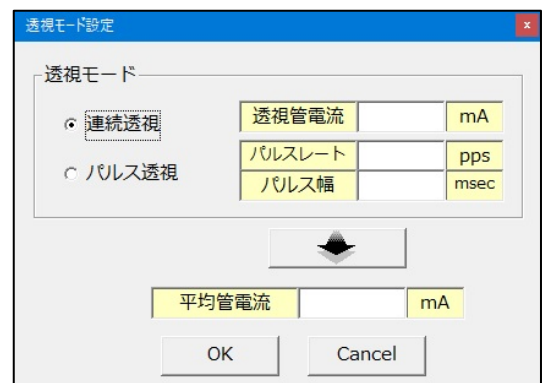 透視モード設定
x
透視モード
連続透視
透視管電流 mA
パルス透視
パルスレート pps
パルス幅 msec
平均管電流 mA
OK Cancel